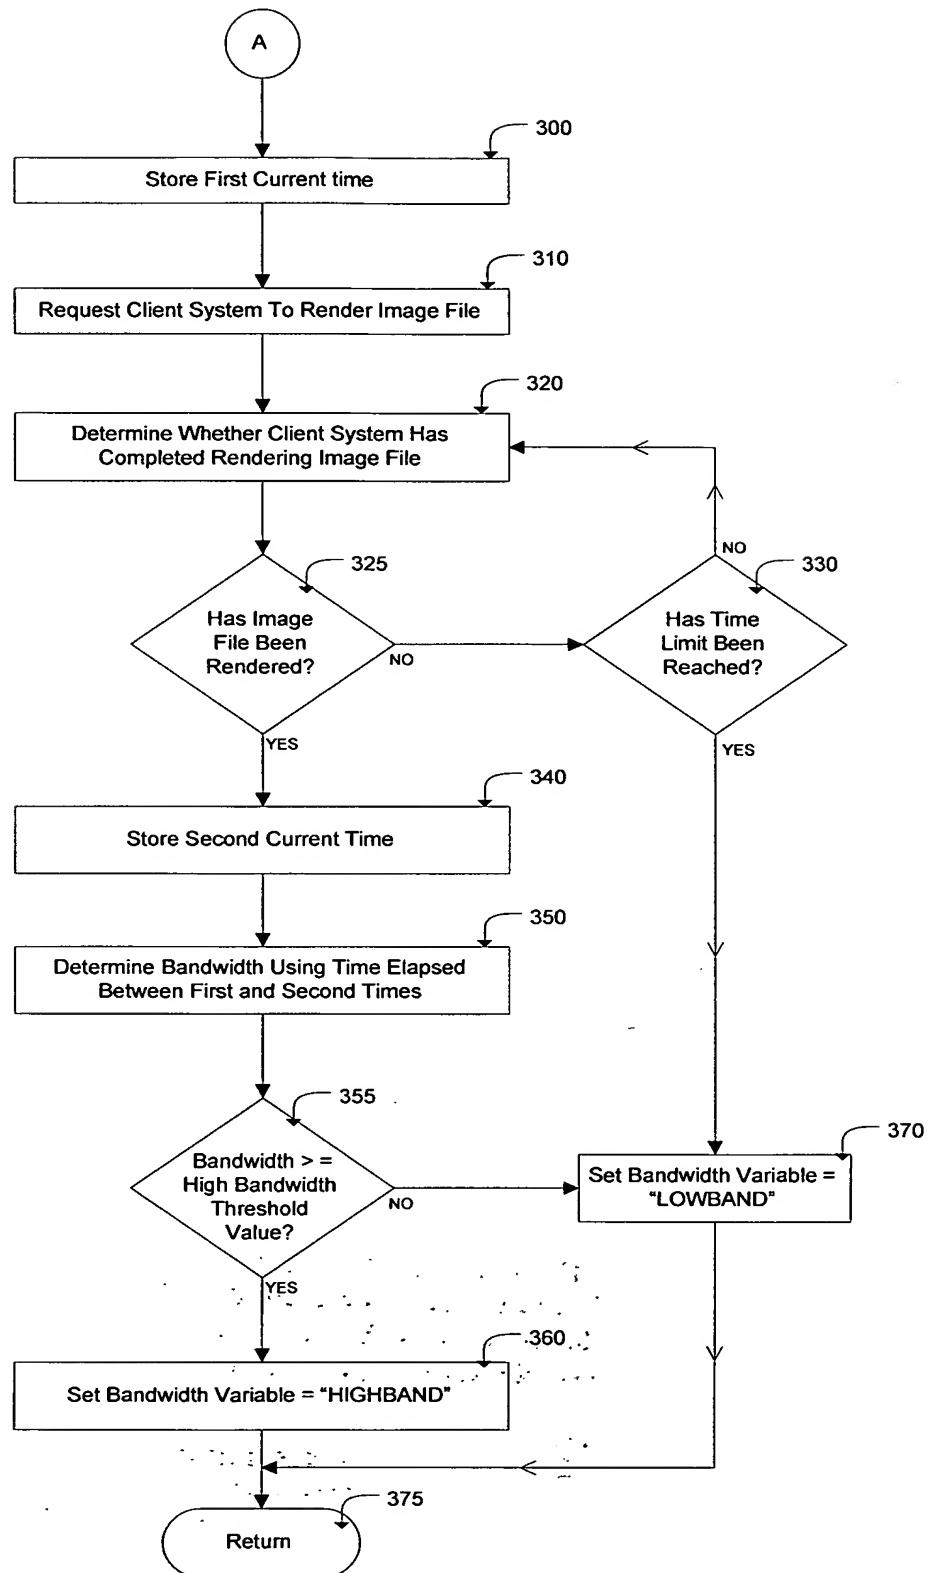 A
300
Store First Current time
310
Request Client System To Render Image File
320
Determine Whether Client System Has
Completed Rendering Image File
NO
325
330
Has Image
File Been
Rendered?
NO
Has Time
Limit Been
Reached?
YES
YES
340
Store Second Current Time
350
Determine Bandwidth Using Time Elapsed
Between First and Second Times
355
370
Bandwidth > =
High Bandwidth
Threshold
Value?
NO
Set Bandwidth Variable =
“LOWBAND”
YES
360
Set Bandwidth Variable = “HIGHBAND”
375
Return